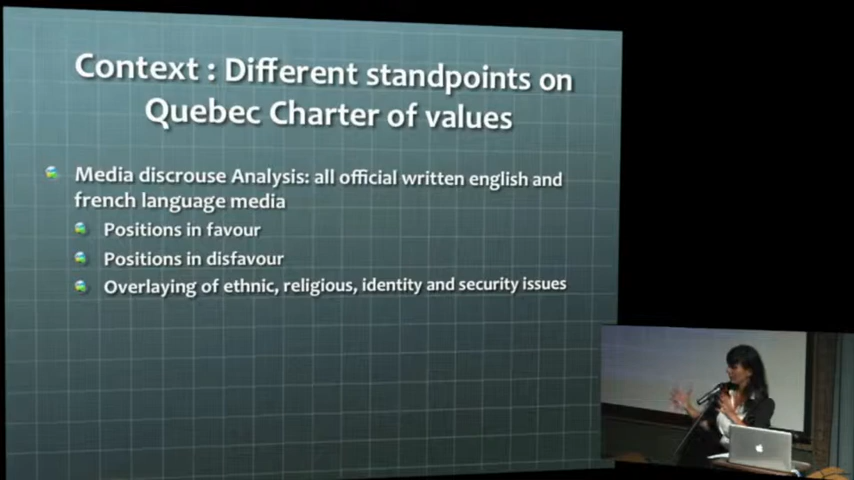 Context : Different standpoints on
Quebec Charter of values
Media discrouse Analysis: all official written english and
french language media
Positions in favour
Positions in disfavour
Overlaying of ethnic, religious, identity and security issues